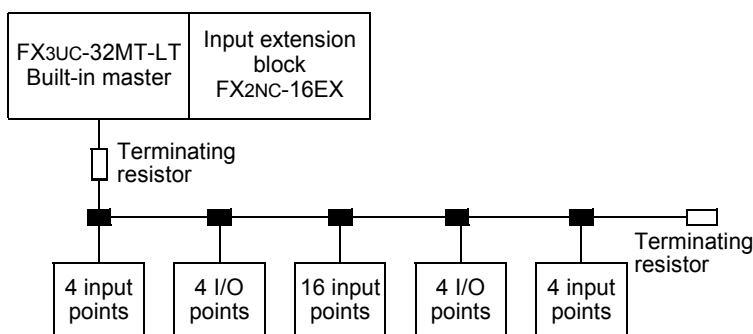 FX3UC-32MT-LT
Built-in master
Input extension
block
FX2NC-16EX
Terminating
resistor
Terminating
resistor
4 input
points
4 I/O
points
16 input
points
4 I/O
points
4 input
points